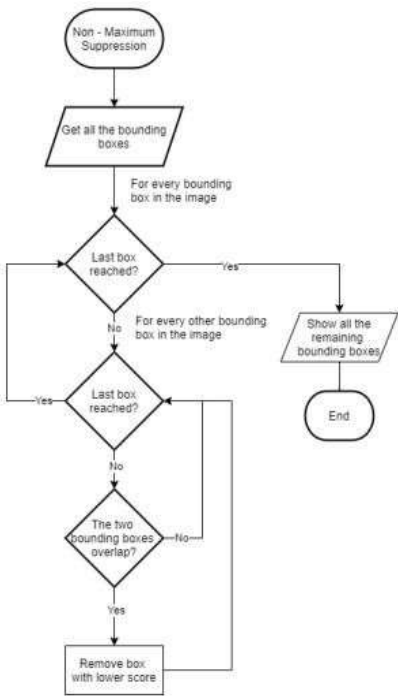 Non - Maximum
Suppression
Get all the bounding
boxes
For every bounding
box in the image
Last box
reached?
Yes
No
For every other bounding
box in the image
Show all the
remaining
bounding boxes
Last box
reached?
Yes
End
No
The two
bounding boxes
overlap?
No
Yes
Remove box
with lower score